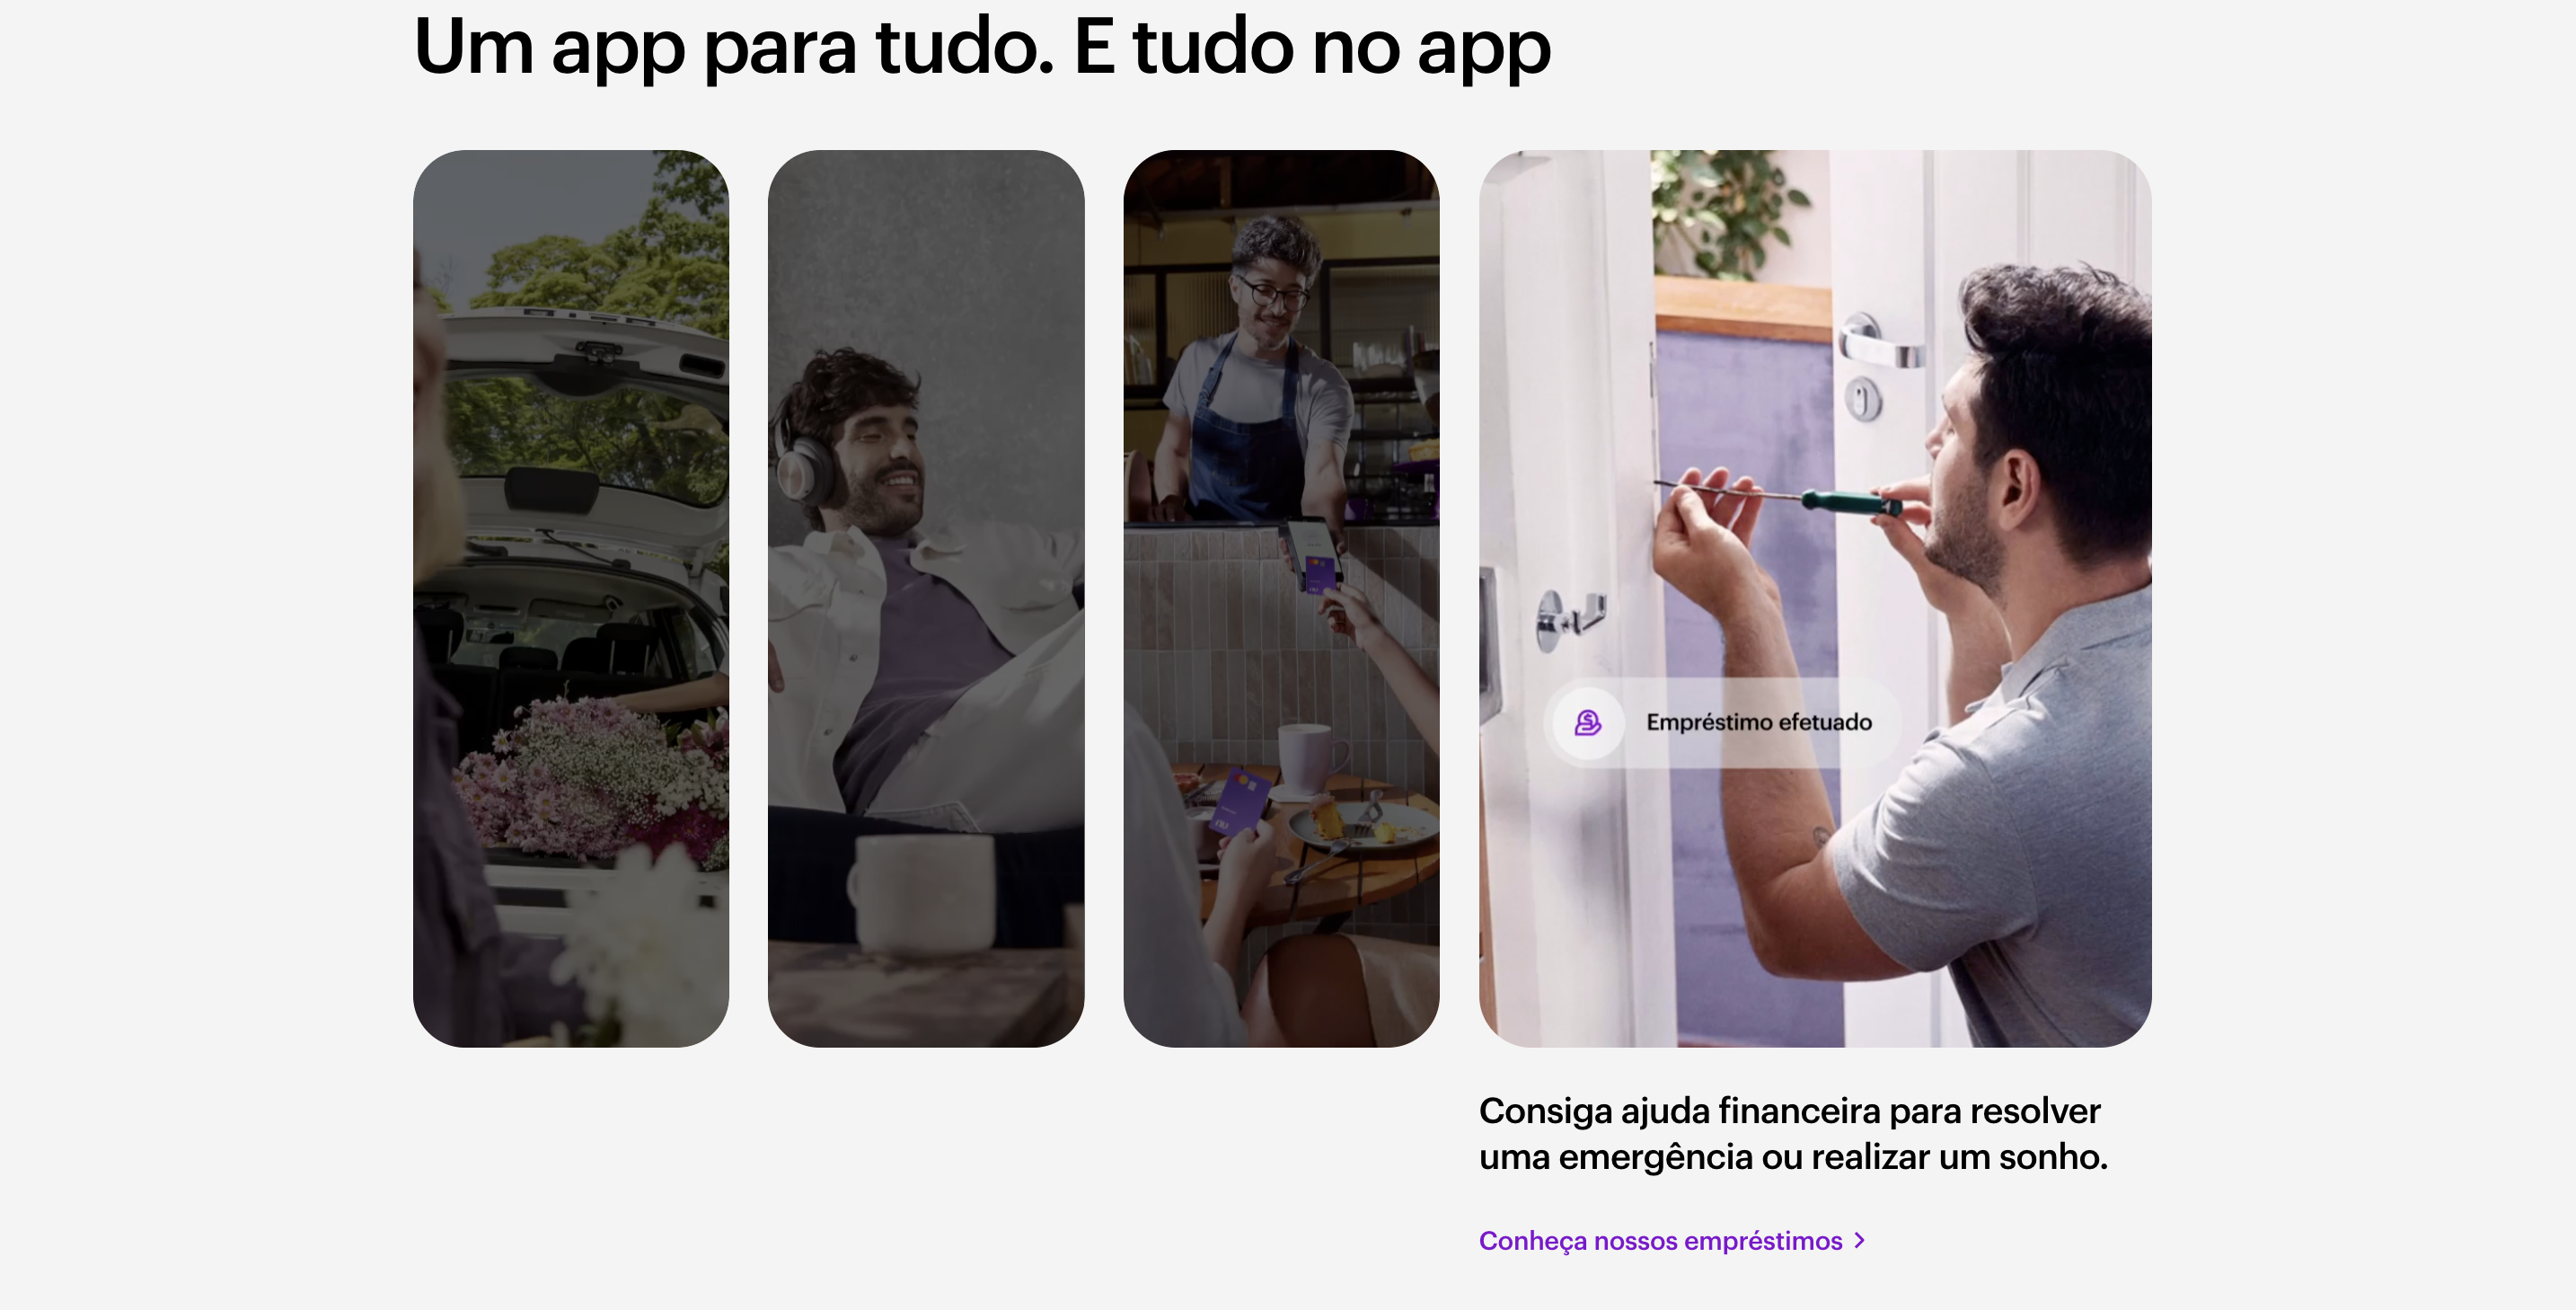 Um app para tudo. E tudo no app
nu
Empréstimo efetuado
Consiga ajuda financeira para resolver
uma emergência ou realizar um sonho.
Conheça nossos empréstimos